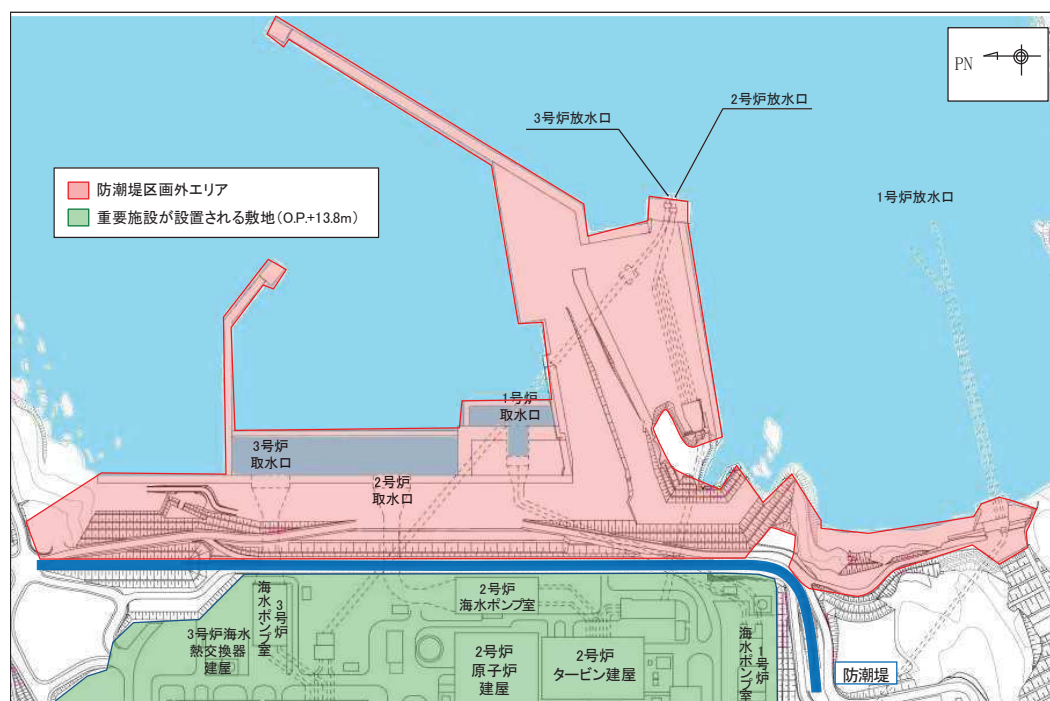 PN
2号炉放水口
3号炉放水口
防潮堤区画外エリア
重要施設が設置される敷地(O.P.+13.8m)
1号炉放水口
1号炉
取水口
3号炉
取水口
2号炉
取水口
3号炉
海水ポンプ室
2号炉
海水ポンプ室
3号炉海水
熱交換器
建屋
2号炉
原子炉
建屋
2号炉
タービン建屋
1号炉
海水ポンプ室
防潮堤